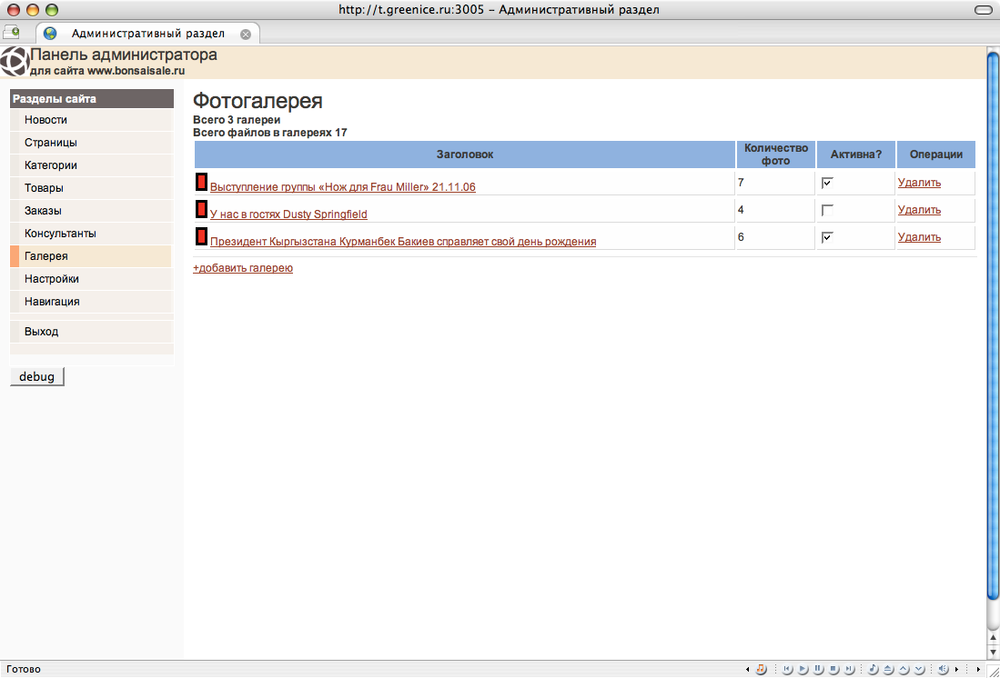 http://t.greenice.ru:3005 – Административный раздел
Административный раздел
Панель администратора
для сайта www.bonsaisale.ru
Разделы сайта
Новости
Страницы
Категории
Товары
Заказы
Консультанты
Галерея
Настройки
Навигация
Выход
debug
Фотогалерея
Всего 3 галереи
Всего файлов в галереях 17
Заголовок Количество фото Активна? Операции
Выступление группы «Нож для Frau Miller» 21.11.06 7 Удалить
У нас в гостях Dusty Springfield 4 Удалить
Президент Кыргызстана Курманбек Бакиев справляет свой день рождения 6 Удалить
+добавить галерею
Готово